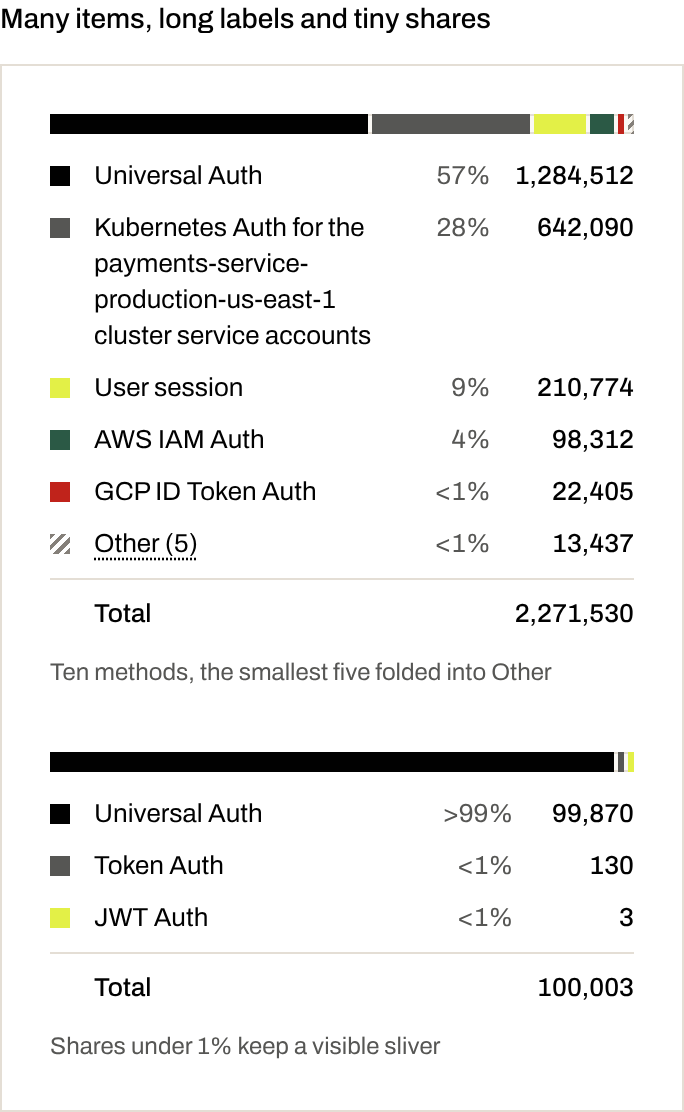 Many items, long labels and tiny shares
Universal Auth 57% 1,284,512
Kubernetes Auth for the 28% 642,090
payments-service-
production-us-east-1
cluster service accounts
User session 9% 210,774
AWS IAM Auth 4% 98,312
GCP ID Token Auth <1% 22,405
Other (5) <1% 13,437
Total 2,271,530
Ten methods, the smallest five folded into Other
Universal Auth >99% 99,870
Token Auth <1% 130
JWT Auth <1% 3
Total 100,003
Shares under 1% keep a visible sliver